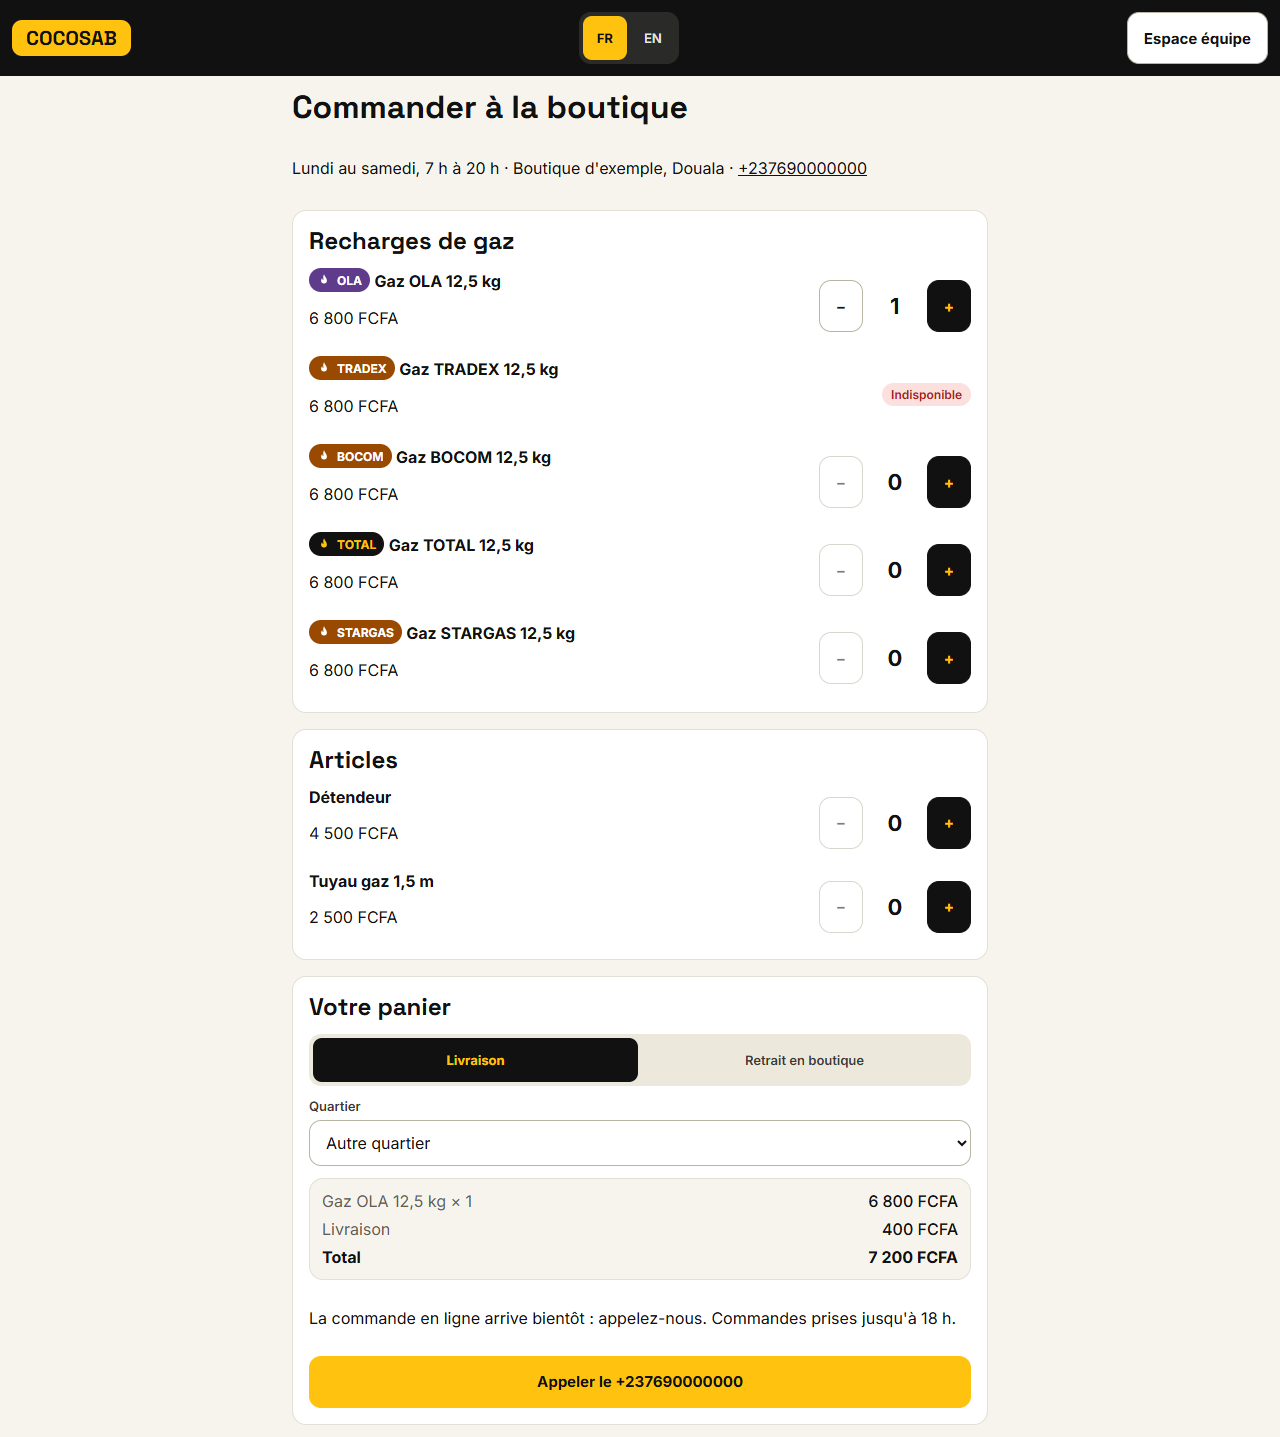 COCOSAB
FR EN
Espace équipe
Commander à la boutique
Lundi au samedi, 7 h à 20 h · Boutique d'exemple, Douala · +237690000000
Recharges de gaz
OLA Gaz OLA 12,5 kg
6 800 FCFA
− 1 +
TRADEX Gaz TRADEX 12,5 kg
6 800 FCFA
Indisponible
BOCOM Gaz BOCOM 12,5 kg
6 800 FCFA
− 0 +
TOTAL Gaz TOTAL 12,5 kg
6 800 FCFA
− 0 +
STARGAS Gaz STARGAS 12,5 kg
6 800 FCFA
− 0 +
Articles
Détendeur
4 500 FCFA
− 0 +
Tuyau gaz 1,5 m
2 500 FCFA
− 0 +
Votre panier
Livraison Retrait en boutique
Quartier
Autre quartier
Gaz OLA 12,5 kg × 1 6 800 FCFA
Livraison 400 FCFA
Total 7 200 FCFA
La commande en ligne arrive bientôt : appelez-nous. Commandes prises jusqu'à 18 h.
Appeler le +237690000000